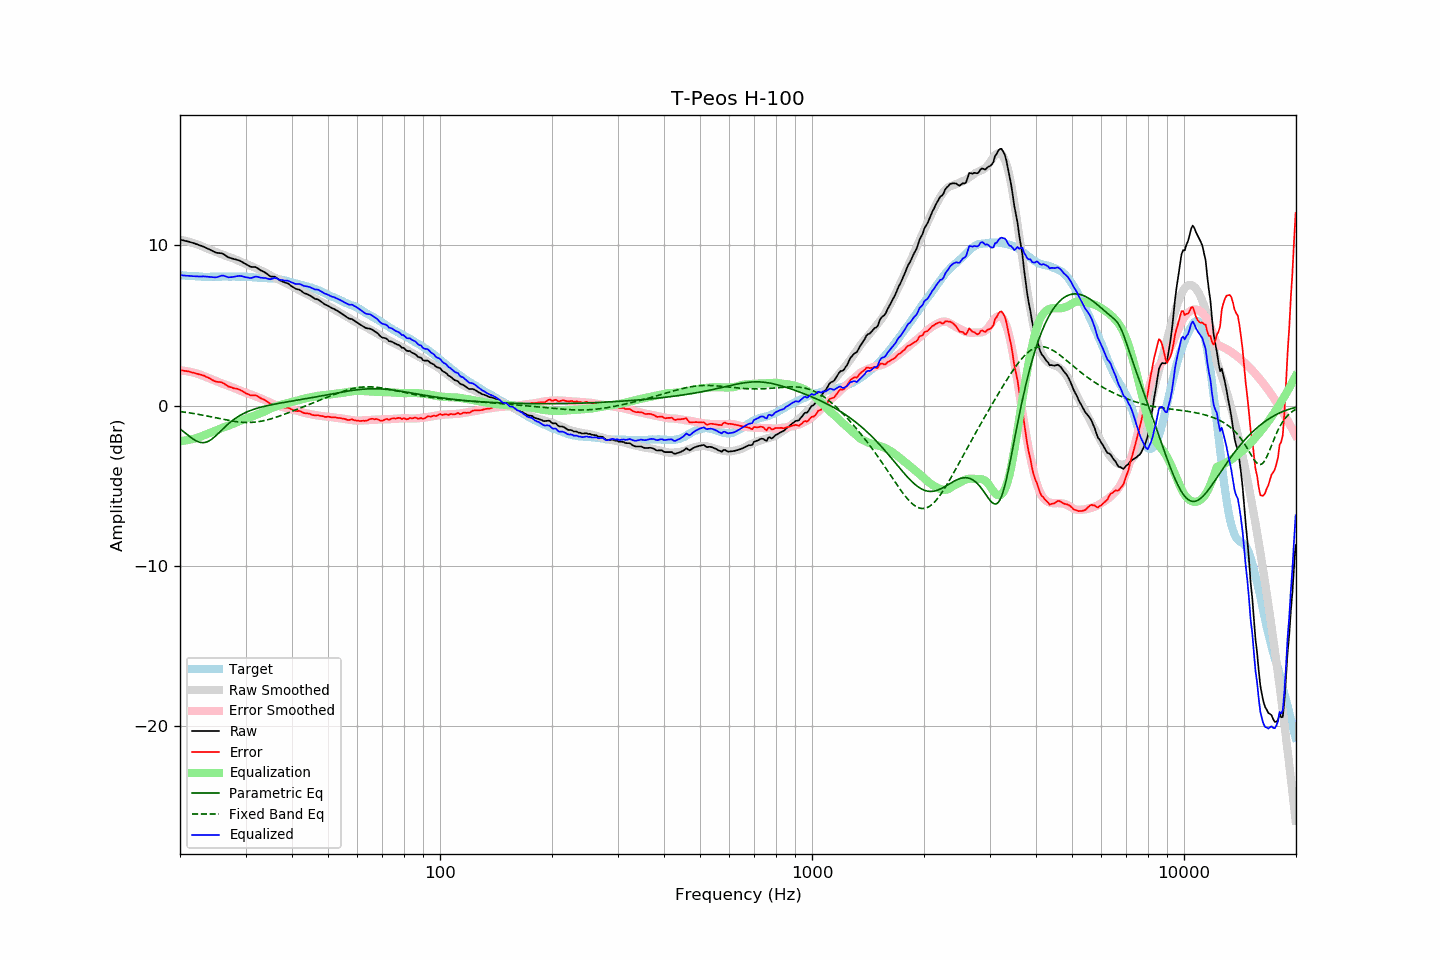 T-Peos H-100
10
0
−10
−20
Amplitude (dBr)
100
1000
10000
Frequency (Hz)
Target
Raw Smoothed
Error Smoothed
Raw
Error
Equalization
Parametric Eq
Fixed Band Eq
Equalized